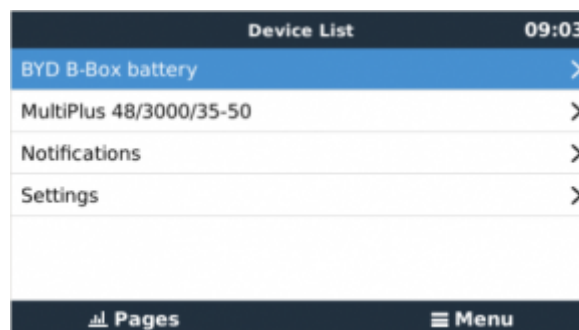 Device List 09:03
BYD B-Box battery
MultiPlus 48/3000/35-50
Notifications
Settings
Pages Menu